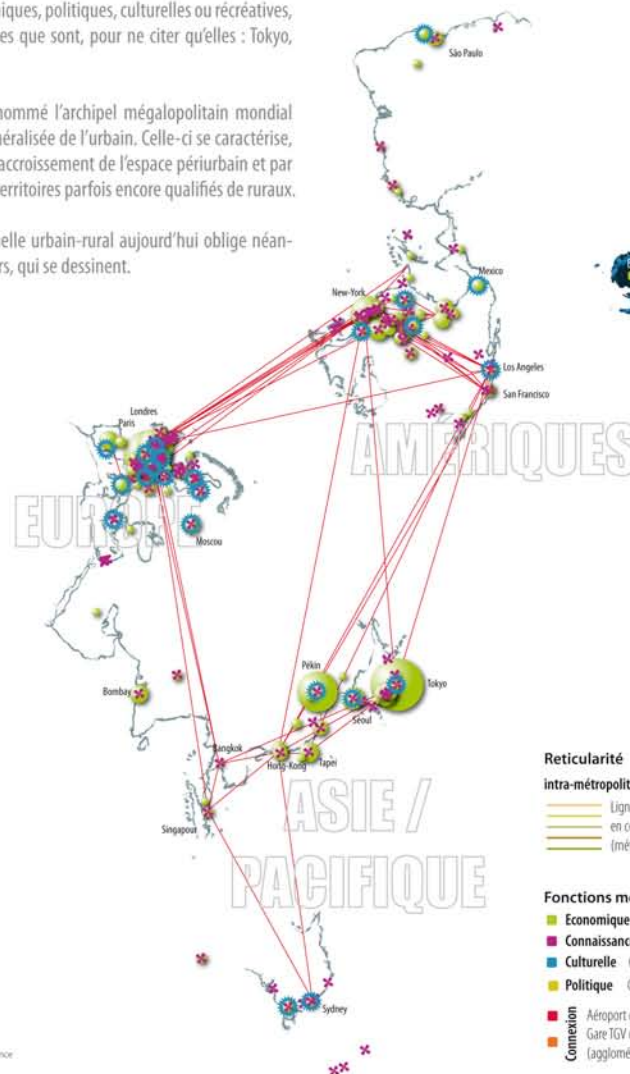 iques, politiques, culturelles ou récréatives,
es que sont, pour ne citer qu'elles : Tokyo,
nommé l'archipel mégalopolitain mondial
néralisée de l'urbain. Celle-ci se caractérise,
accroissement de l'espace périurbain et par
erritoires parfois encore qualifiés de ruraux.
elle urbain-rural aujourd'hui oblige néan-
rs, qui se dessinent.
São Paulo
Mexico
New-York
Los Angeles
San Francisco
AMÉRIQUES
Londres
Paris
EUROPE
Moscou
Pékin
Tokyo
Séoul
Bombay
Bangkok
Hong-Kong
Tapei
Singapour
ASIE /
PACIFIQUE
Sydney
Reticularité
intra-métropolit
Lign
en c
(mé
Fonctions m
Economique
Connaissanc
Culturelle (
Politique (
Connexion
Aéroport
Gare TGV
(agglomé
nce